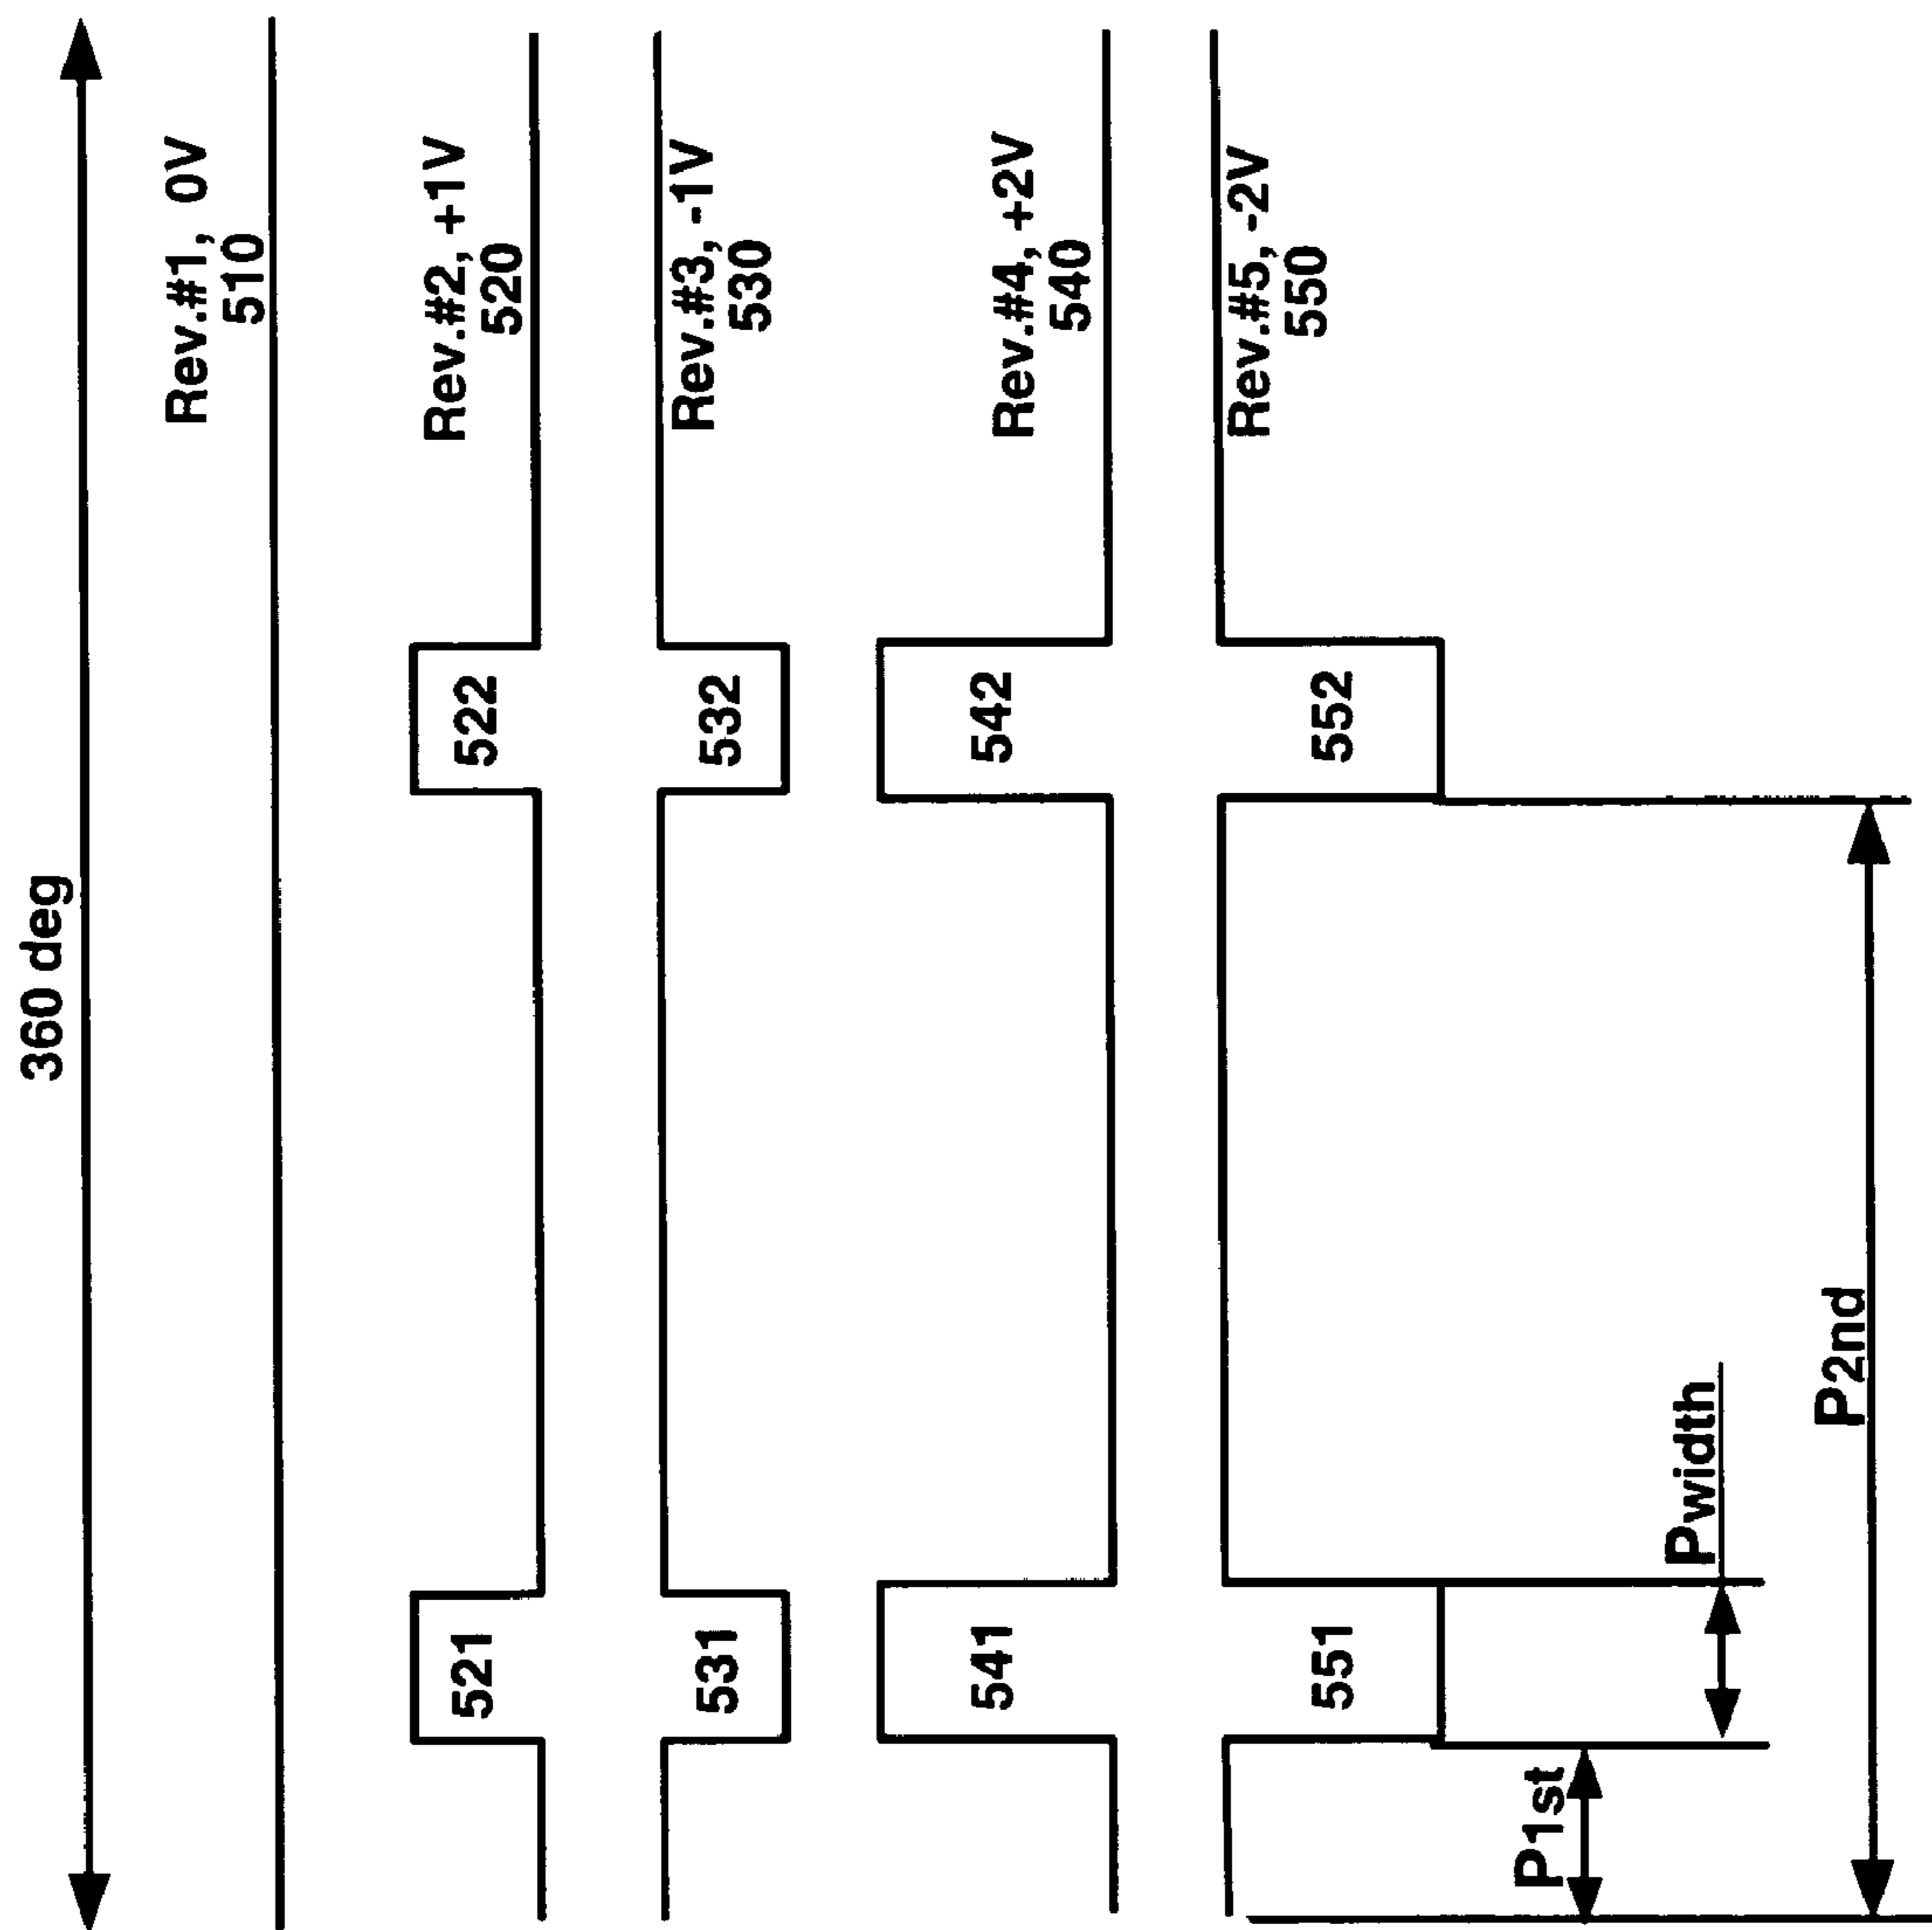 360 deg
Rev.#1, 0V
510
Rev.#2, +1V
520
521
522
Rev.#3, -1V
530
531
532
Rev.#4, +2V
540
541
542
Rev.#5, -2V
550
551
552
P1st
Pwidth
P2nd